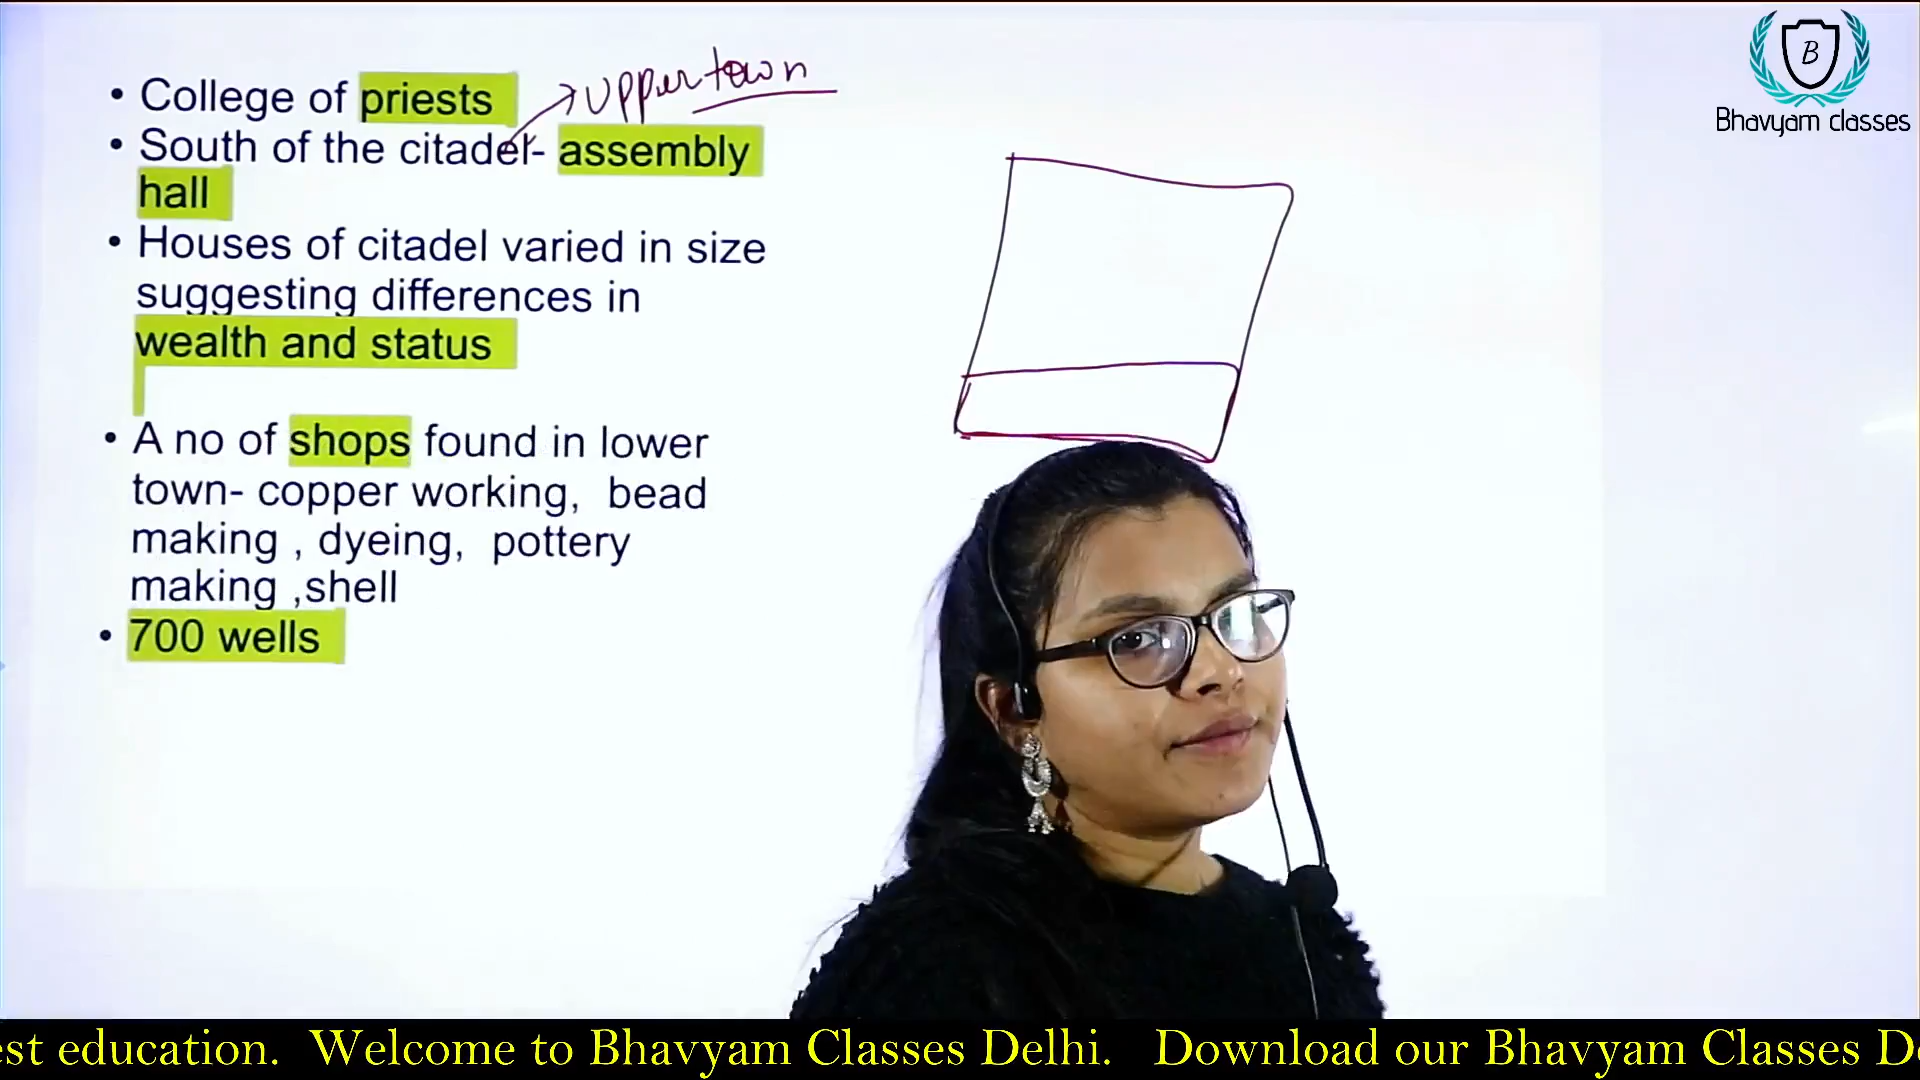 • College of priests
uppertown
• South of the citadel- assembly
hall
• Houses of citadel varied in size
suggesting differences in
wealth and status
• A no of shops found in lower
town- copper working, bead
making , dyeing, pottery
making ,shell
• 700 wells
B
Bhavyam classes
est education. Welcome to Bhavyam Classes Delhi. Download our Bhavyam Classes D